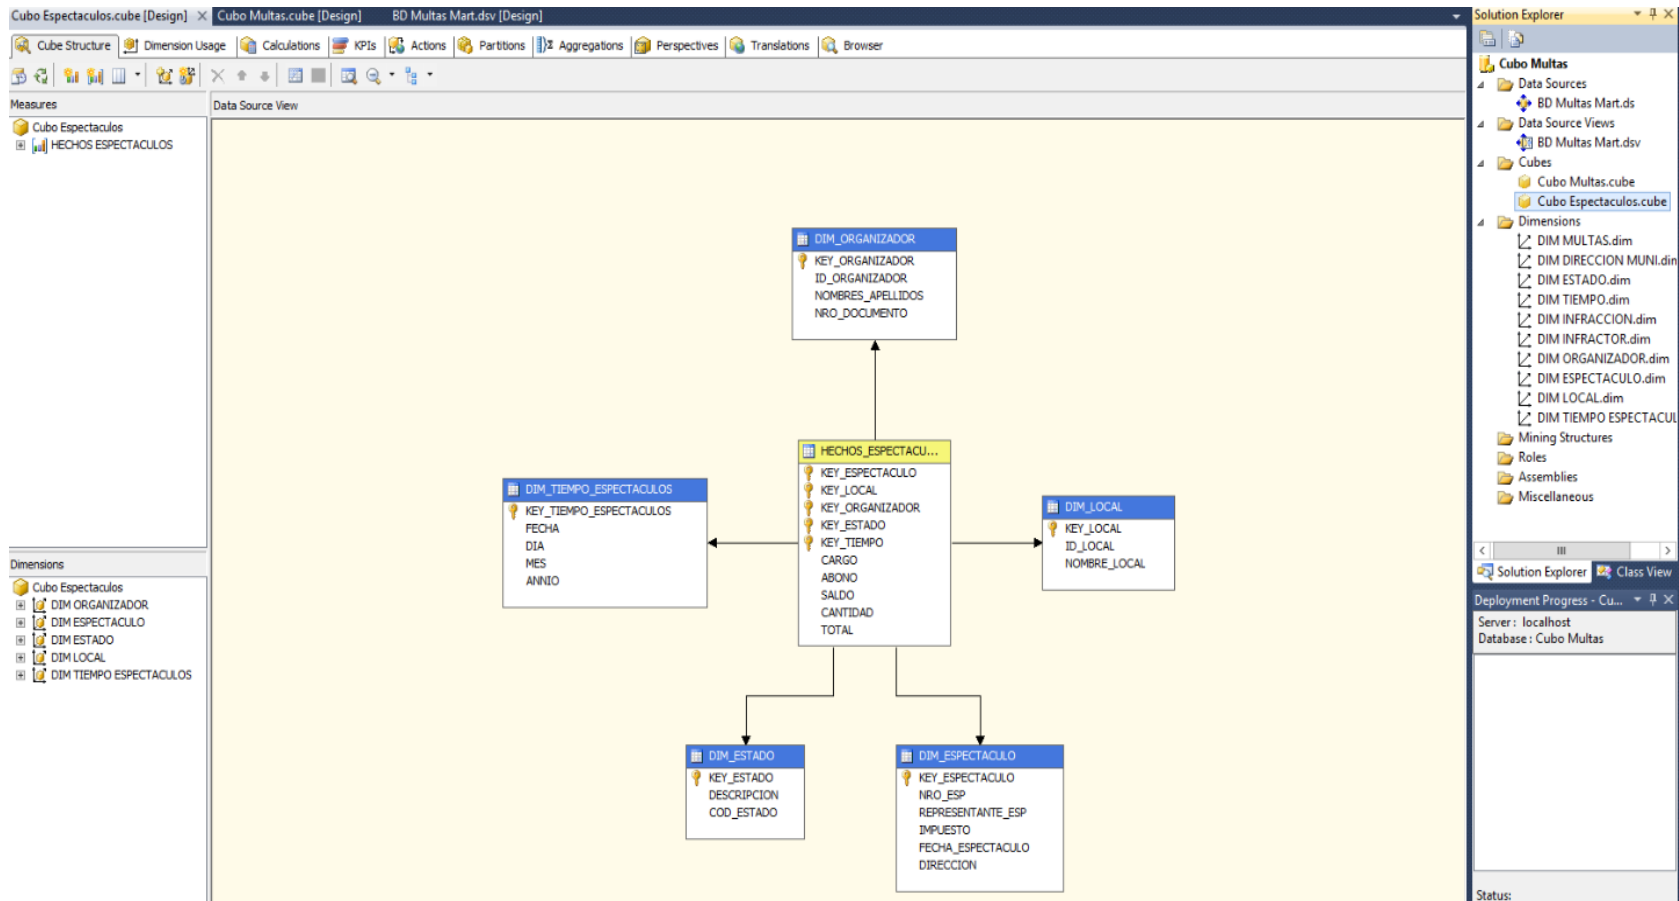 Cubo Espectaculos.cube [Design]
Cubo Multas.cube [Design]
BD Multas Mart.dsv [Design]
Cube Structure
Dimension Usage
Calculations
KPIs
Actions
Partitions
Aggregations
Perspectives
Translations
Browser
Measures
Cubo Espectaculos
HECHOS ESPECTACULOS
Dimensions
Cubo Espectaculos
DIM ORGANIZADOR
DIM ESPECTACULO
DIM ESTADO
DIM LOCAL
DIM TIEMPO ESPECTACULOS
Data Source View
DIM_ORGANIZADOR
KEY_ORGANIZADOR
ID_ORGANIZADOR
NOMBRES_APELLIDOS
NRO_DOCUMENTO
DIM_TIEMPO_ESPECTACULOS
KEY_TIEMPO_ESPECTACULOS
FECHA
DIA
MES
ANNIO
HECHOS_ESPECTACU...
KEY_ESPECTACULO
KEY_LOCAL
KEY_ORGANIZADOR
KEY_ESTADO
KEY_TIEMPO
CARGO
ABONO
SALDO
CANTIDAD
TOTAL
DIM_LOCAL
KEY_LOCAL
ID_LOCAL
NOMBRE_LOCAL
DIM_ESTADO
KEY_ESTADO
DESCRIPCION
COD_ESTADO
DIM_ESPECTACULO
KEY_ESPECTACULO
NRO_ESP
REPRESENTANTE_ESP
IMPUESTO
FECHA_ESPECTACULO
DIRECCION
Solution Explorer
Cubo Multas
Data Sources
BD Multas Mart.ds
Data Source Views
BD Multas Mart.dsv
Cubes
Cubo Multas.cube
Cubo Espectaculos.cube
Dimensions
DIM MULTAS.dim
DIM DIRECCION MUNI.din
DIM ESTADO.dim
DIM TIEMPO.dim
DIM INFRACCION.dim
DIM INFRACTOR.dim
DIM ORGANIZADOR.dim
DIM ESPECTACULO.dim
DIM LOCAL.dim
DIM TIEMPO ESPECTACUL
Mining Structures
Roles
Assemblies
Miscellaneous
Solution Explorer
Class View
Deployment Progress - Cu...
Server : localhost
Database : Cubo Multas
Status: